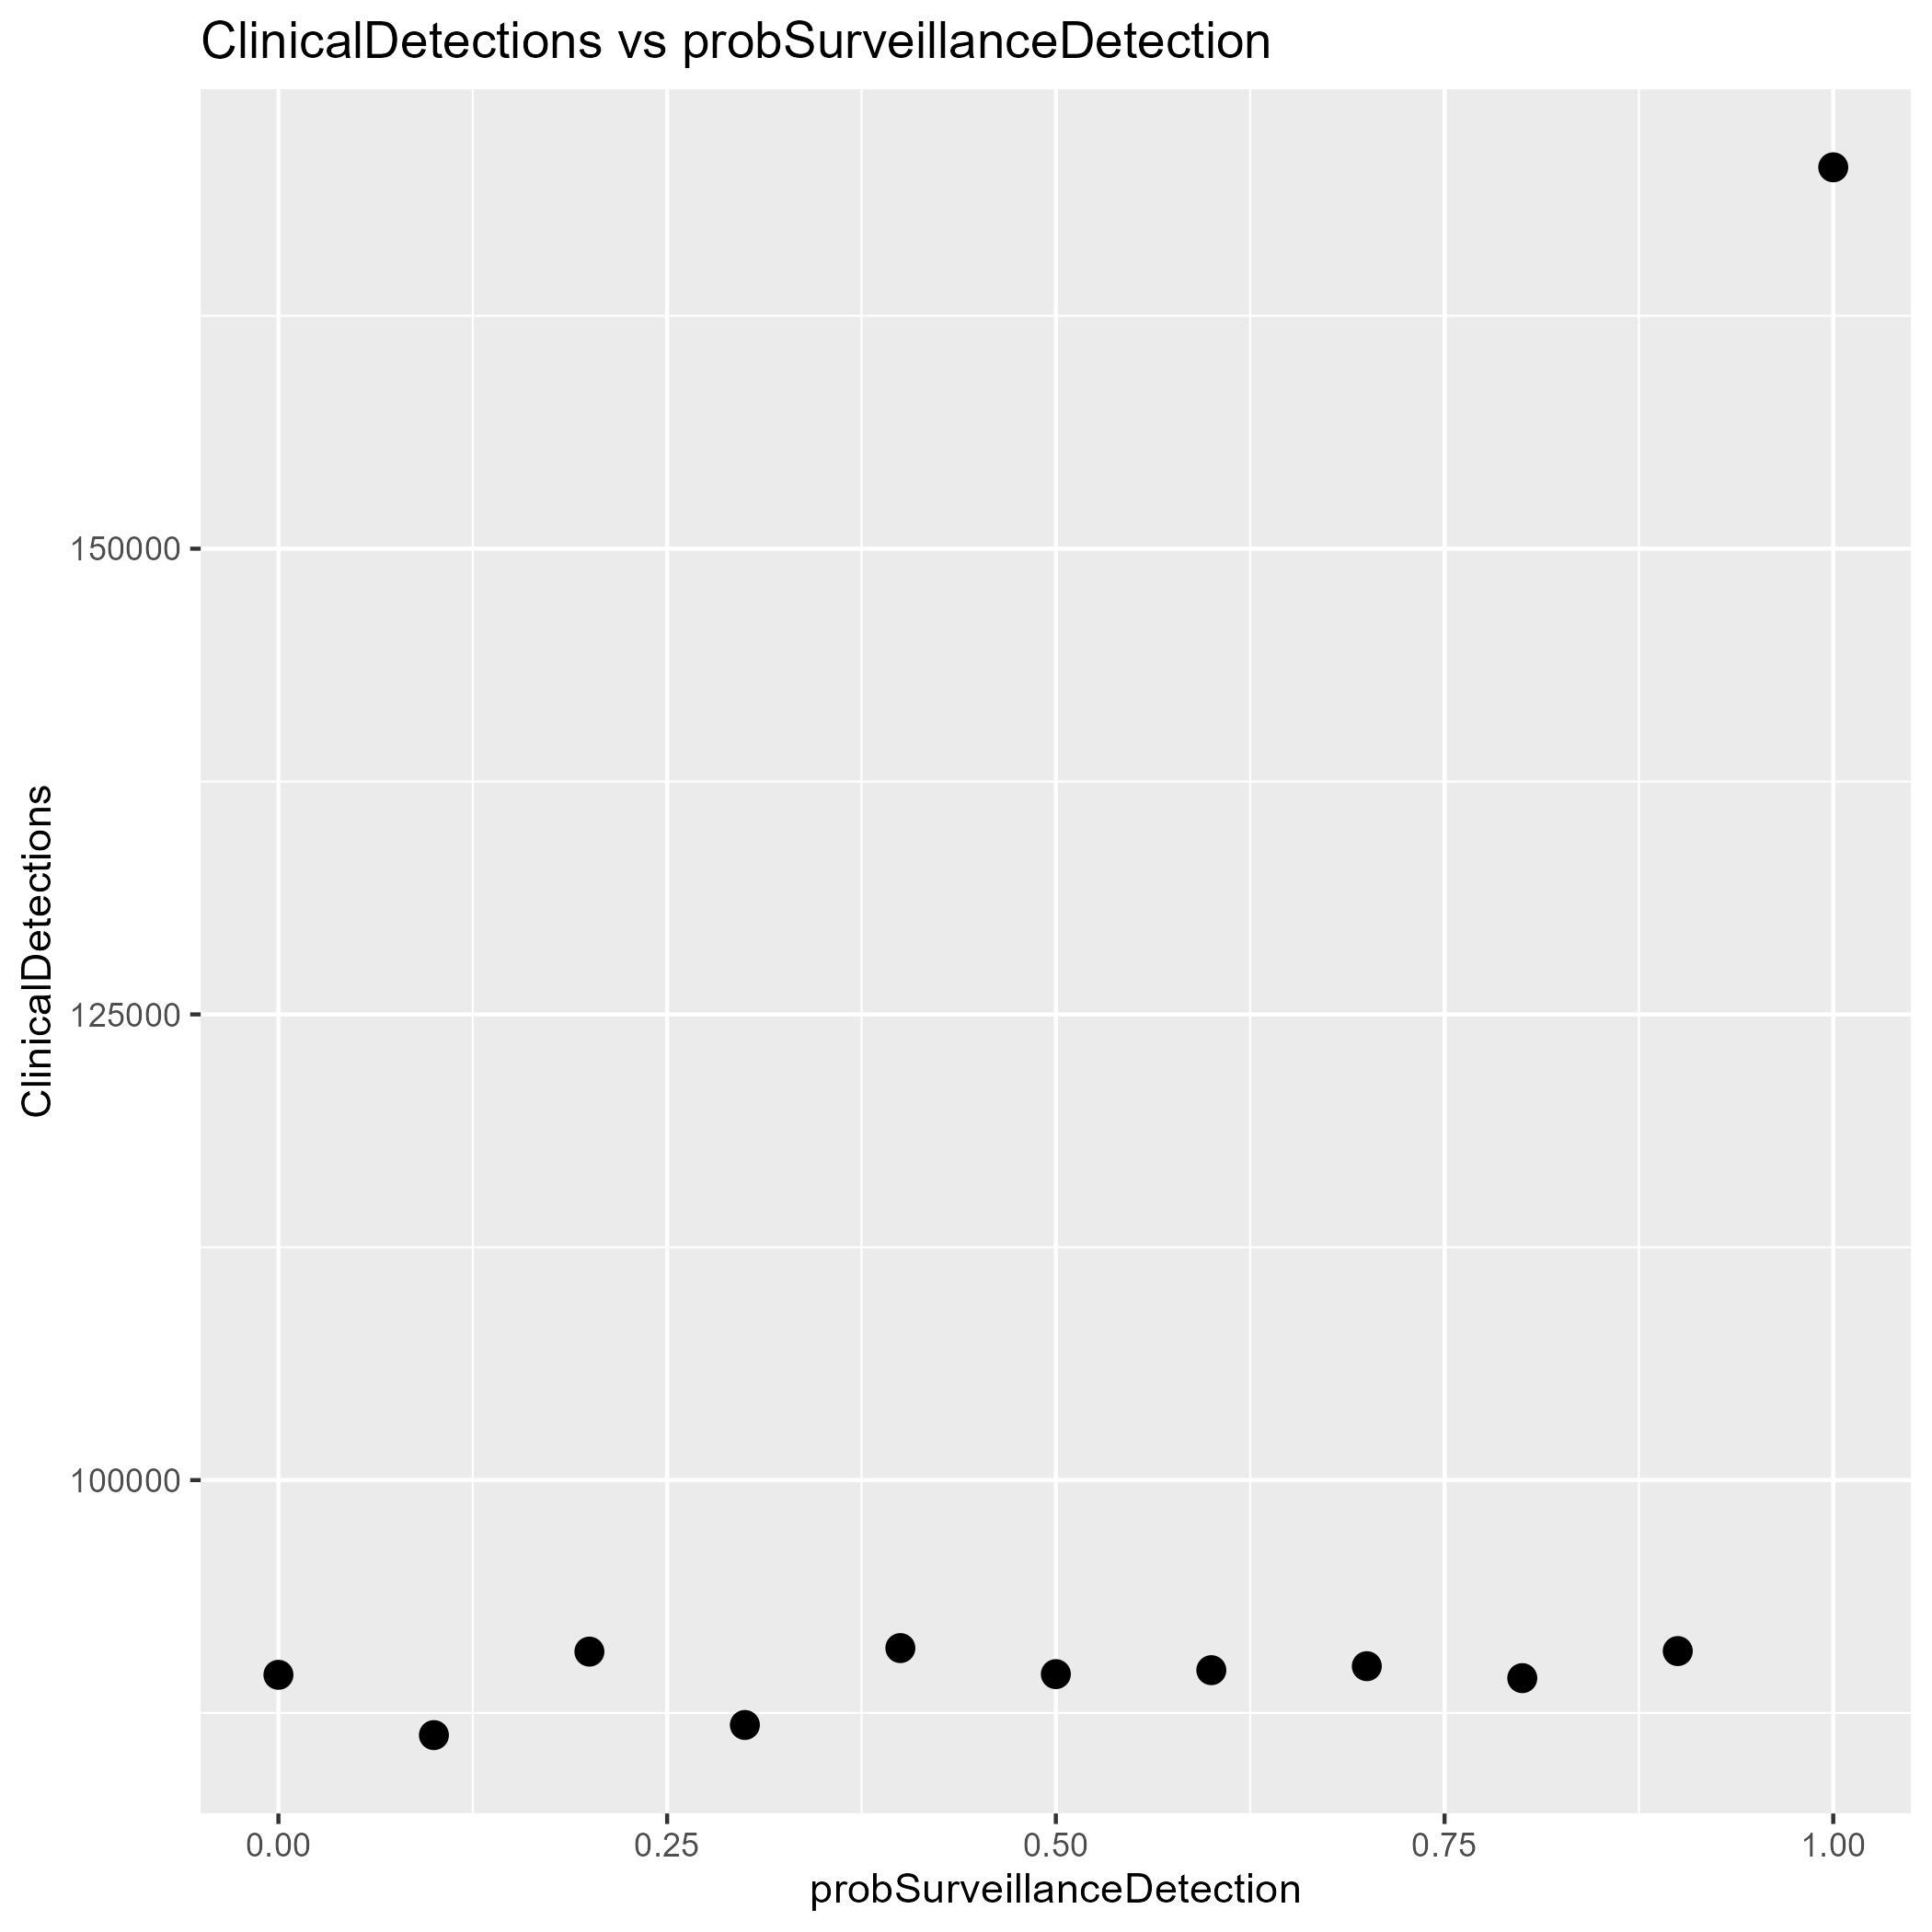 ClinicalDetections vs probSurveillanceDetection
ClinicalDetections
150000
125000
100000
0.00 0.25 0.50 0.75 1.00
probSurveillanceDetection